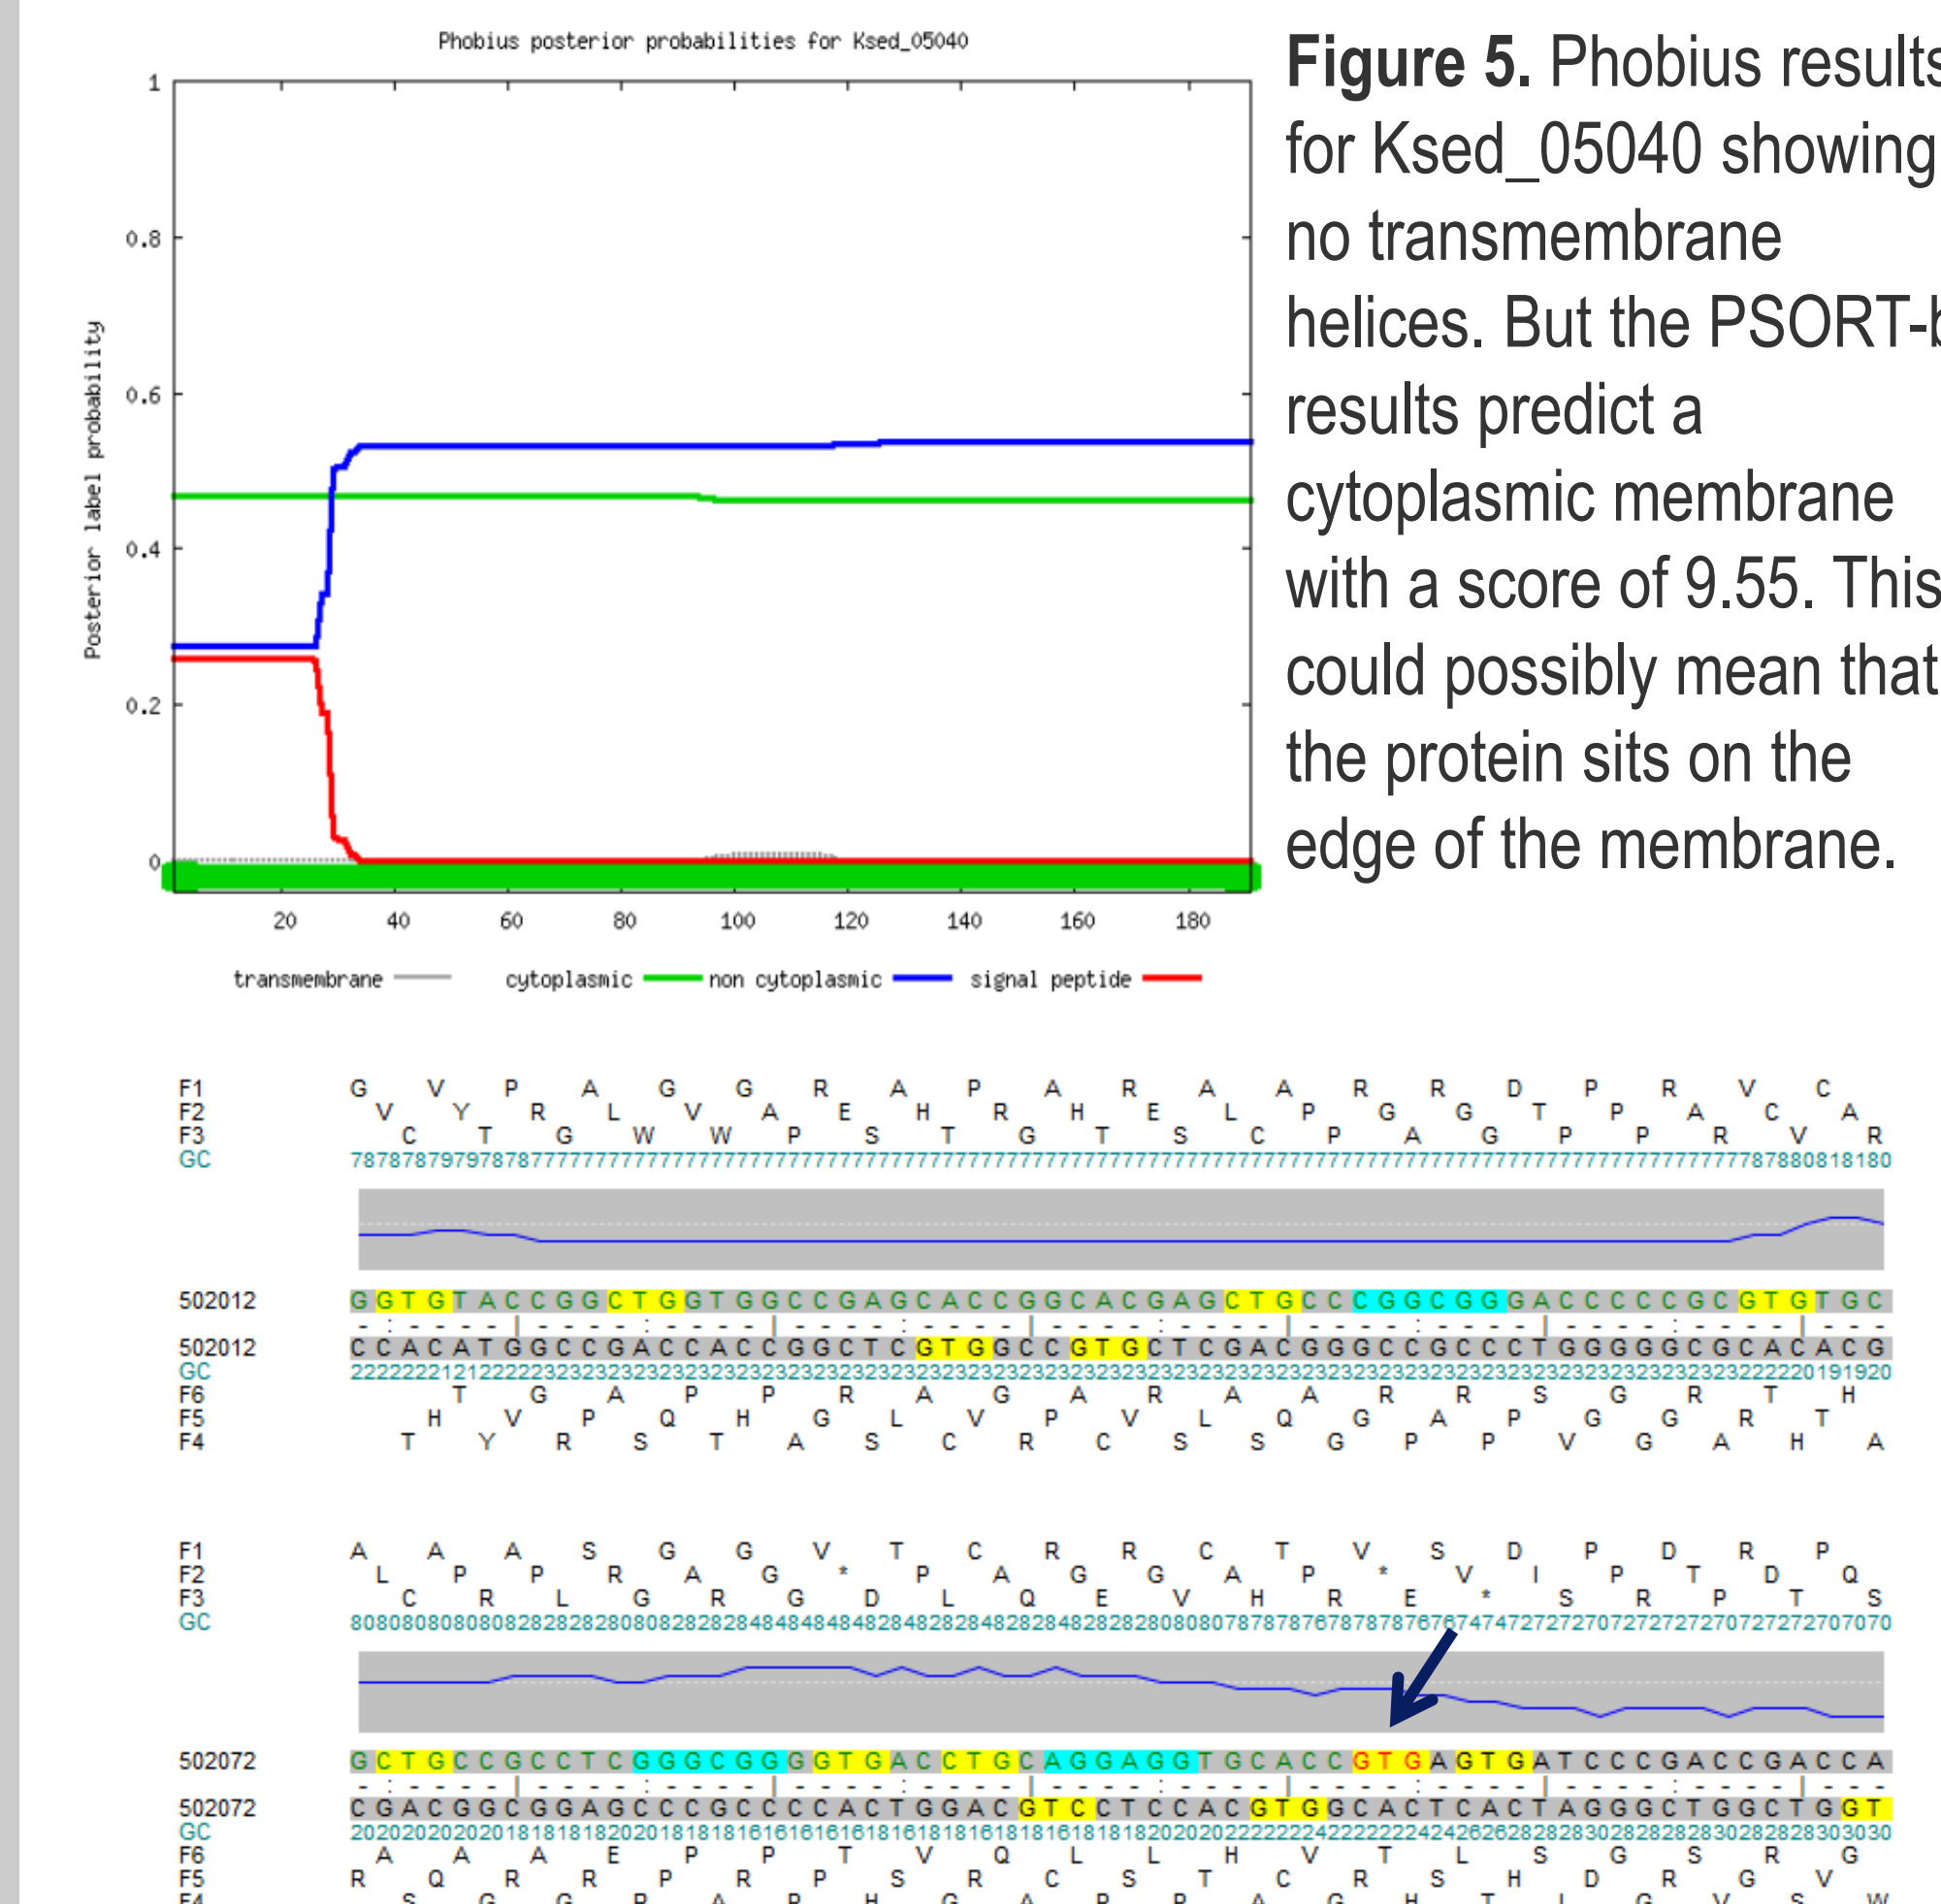 Phobius posterior probabilities for Ksed_05040
Posterior label probability
1
0.8
0.6
0.4
0.2
0
20 40 60 80 100 120 140 160 180
transmembrane cytoplasmic non cytoplasmic signal peptide
Figure 5. Phobius results
for Ksed_05040 showing
no transmembrane
helices. But the PSORT-b
results predict a
cytoplasmic membrane
with a score of 9.55. This
could possibly mean that
the protein sits on the
edge of the membrane.
F1 G V P A G G R A P A R A A R R D P R V C
F2 V Y R L V A E H R H E L P G G T P A C A
F3 C T G W W P S T G T S C P A G P P R V R
GC 787878797978787777777777777777777777777777777777777777777777777777777777777777777777777777777777777777777777787880818180
502012 GGTGTACCGGCTGGTGGCCGAGCACCGGCACGAGCTGCCCGGCGGGACCCCCGCGTGTGC
502012 CCACATGGCCGACCACCGGCTCGTGGCCGTGCTCGACGGGCCGCCCTGGGGGCGCACACG
GC 222222212122222323232323232323232323232323232323232323232323232323232323232323232323232323232323232323232323222220191920
F6 T G A P P R A G A R A A R R S G R T H
F5 H V P Q H G L V P V L Q G A P G G R T
F4 T Y R S T A S C R C S S G P P V G A H A
F1 A A A S G G V T C R R C T V S D P D R P
F2 L P P R A G * P A G G A P * V I P T D Q
F3 C R L G R G D L Q E V H R E * S R P T S
GC 808080808080828282828080828282848484848482848282848282848282828080807878787678787876767474727272707272727270727272707070
502072 GCTGCCGCCTCGGGCGGGGTGACCTGCAGGAGGTGCACCGTGAGTGATCCCGACCGACCA
502072 CGACGGCGGAGCCCGCCCCACTGGACGTCCTCCACGTGGCACTCACTAGGGCTGGCTGGT
GC 202020202020181818182020181818161616161618161818161818161818182020202222222422222224242626282828302828282830282828303030
F6 A A A E P P T V Q L L H V T L S G S R G
F5 R Q R R P R P S R C S T C R S H D R G V